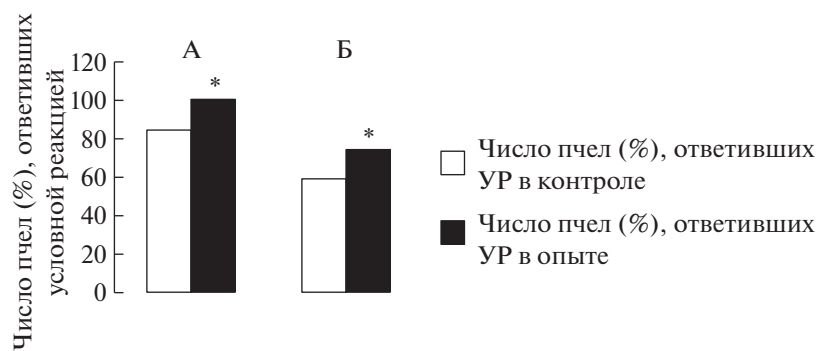 Число пчел (%), ответивших
условной реакцией
А
Б
120
100
80
60
40
20
0
*
*
Число пчел (%), ответивших
УР в контроле
Число пчел (%), ответивших
УР в опыте